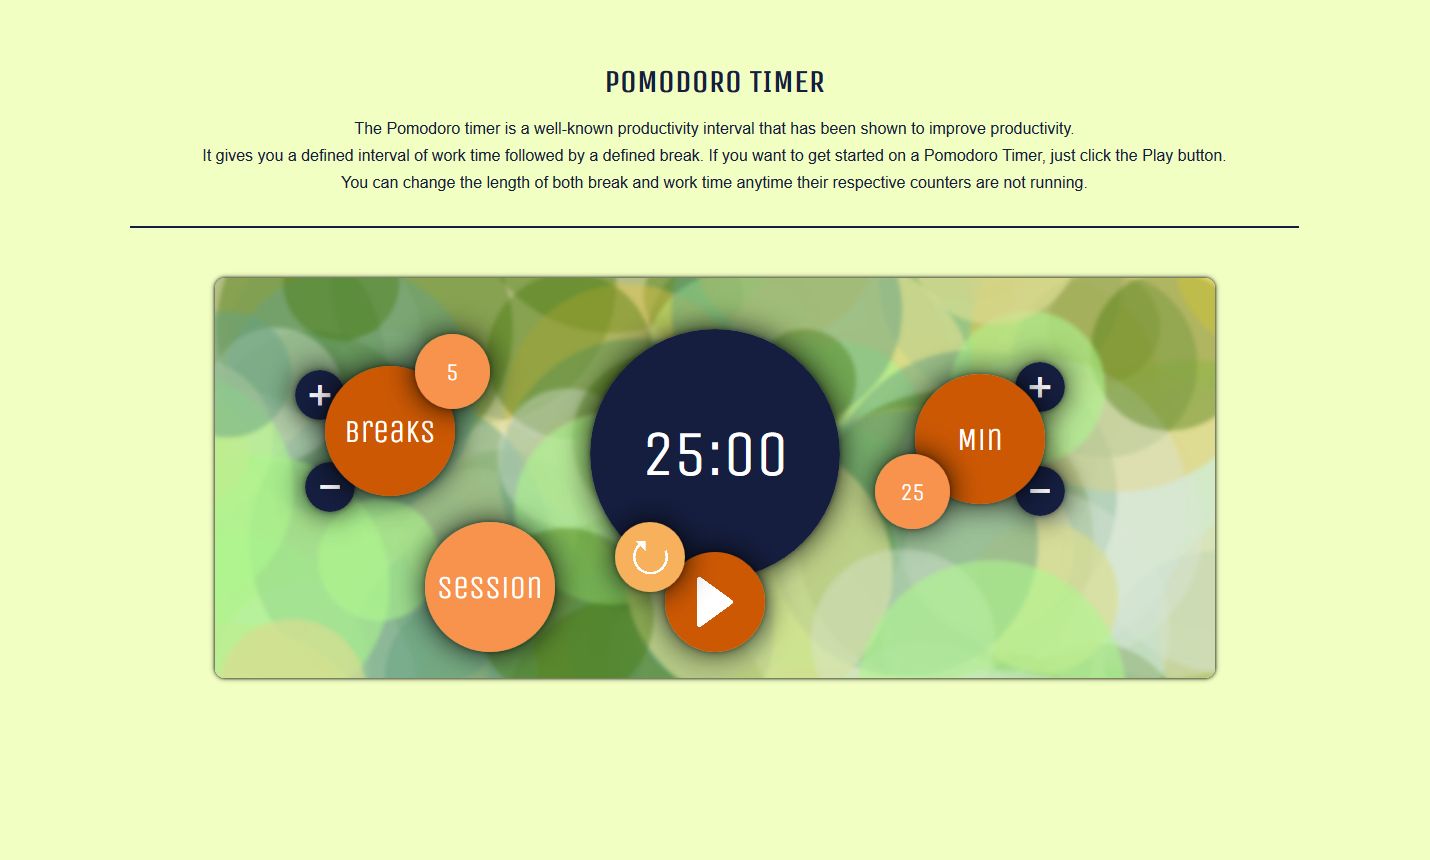 POMODORO TIMER
The Pomodoro timer is a well-known productivity interval that has been shown to improve productivity.
It gives you a defined interval of work time followed by a defined break. If you want to get started on a Pomodoro Timer, just click the Play button.
You can change the length of both break and work time anytime their respective counters are not running.
5
+
Breaks
−
25:00
+
Min
25
−
session